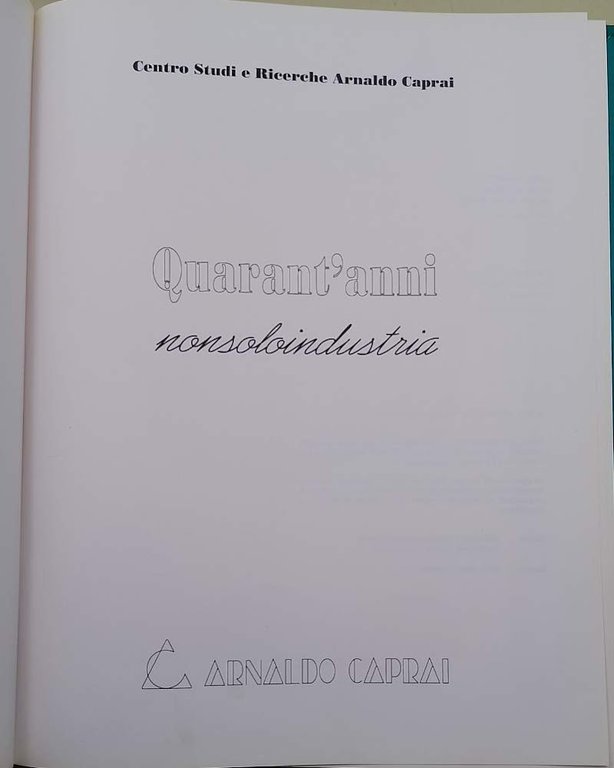 Centro Studi e Ricerche Arnaldo Caprai
Quarant'anni
nonsoloindustria
ARNALDO CAPRAI